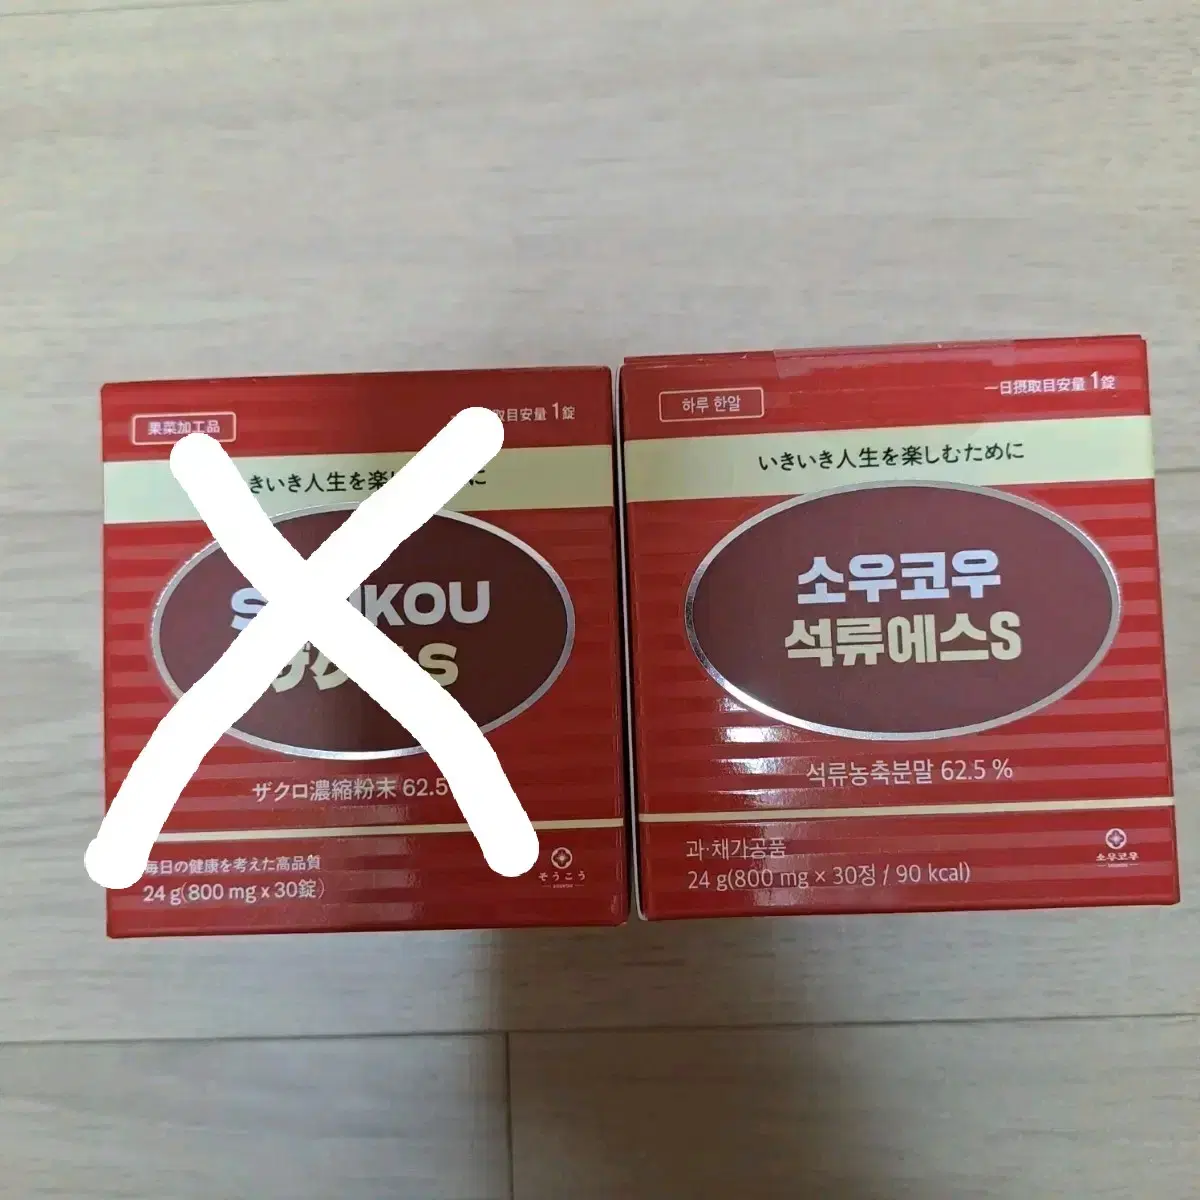 果菜加工品
取目安量 1錠
きいき人生を楽
に
KOU
S
ザクロ濃縮粉末 62.5
毎日の健康を考えた高品質
24 g(800 mg x 30錠)
そうこう
하루 한알
一日摂取目安量 1錠
いきいき人生を楽しむために
소우코우
석류에스S
석류농축분말 62.5 %
과·채가공품
24 g(800 mg × 30정 / 90 kcal)
소우코우